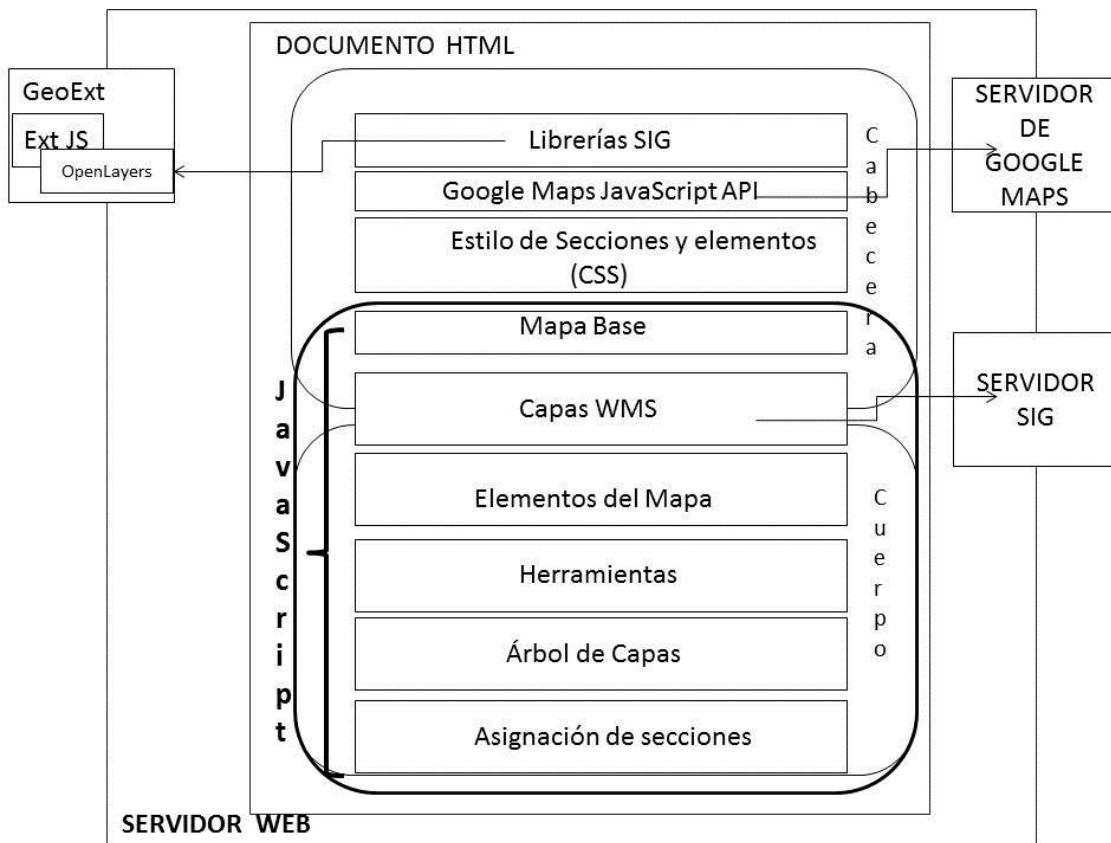 DOCUMENTO HTML
GeoExt
Ext JS
OpenLayers
Librerías SIG
Google Maps JavaScript API
Estilo de Secciones y elementos
(CSS)
Cabecera
SERVIDOR
DE
GOOGLE
MAPS
Mapa Base
Capas WMS
SERVIDOR
SIG
JavaScript
Elementos del Mapa
Herramientas
Árbol de Capas
Asignación de secciones
Cuerpo
SERVIDOR WEB